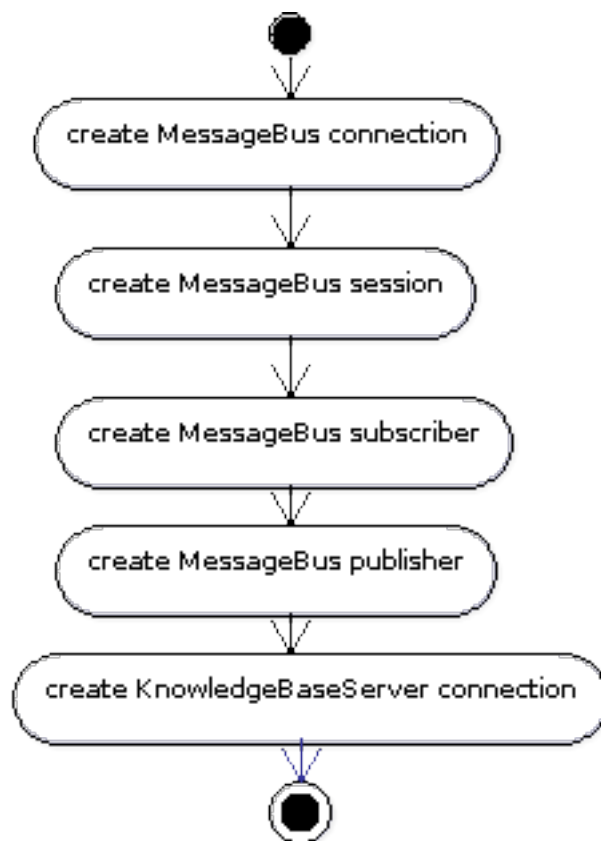 create MessageBus connection
create MessageBus session
create MessageBus subscriber
create MessageBus publisher
create KnowledgeBaseServer connection